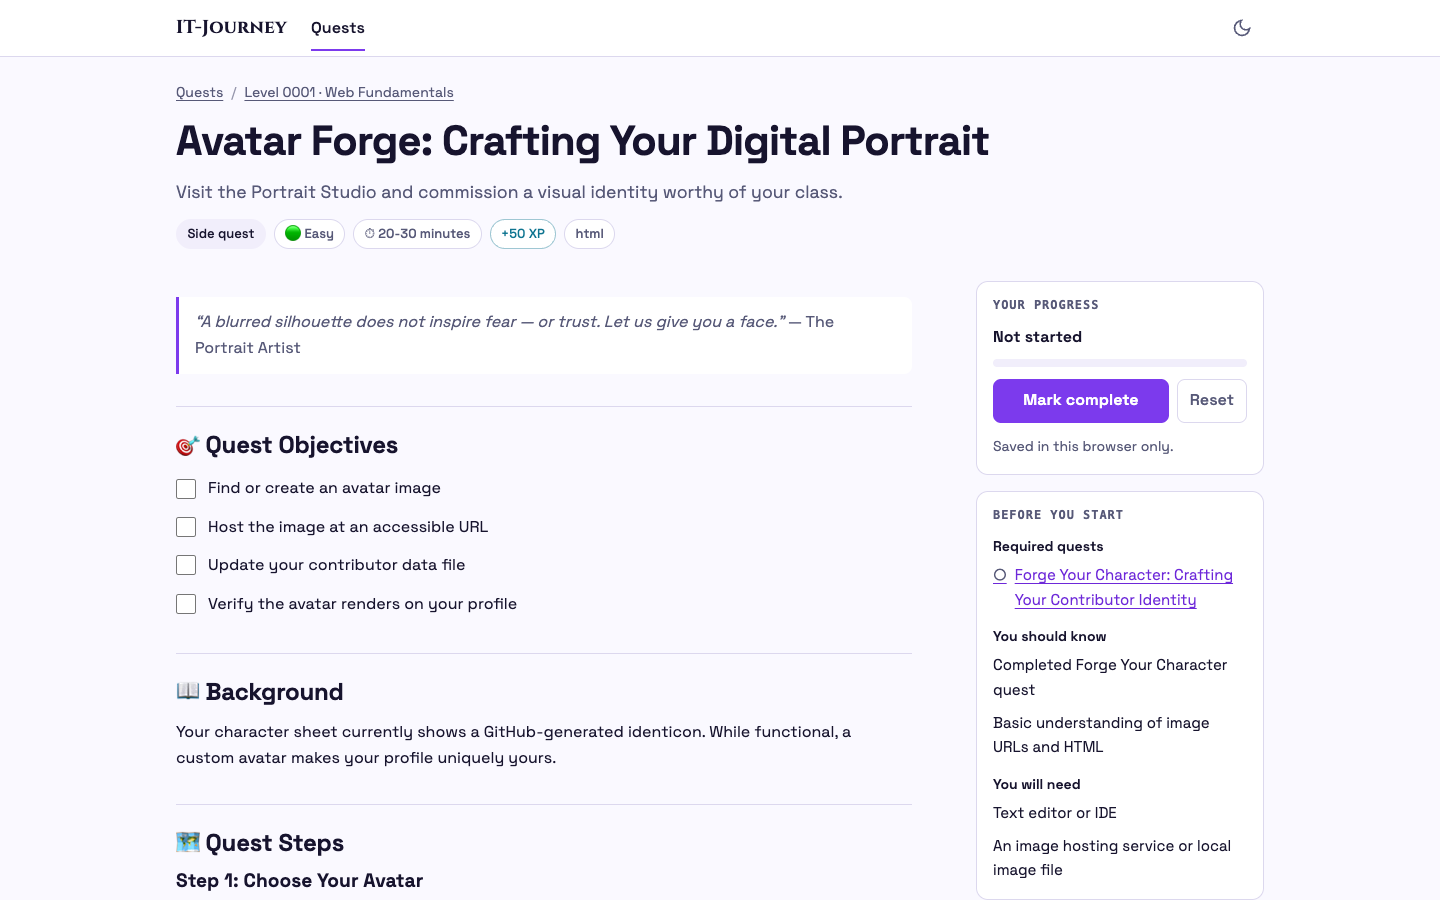 IT-Journey
Quests
Quests / Level 0001 · Web Fundamentals
Avatar Forge: Crafting Your Digital Portrait
Visit the Portrait Studio and commission a visual identity worthy of your class.
Side quest
Easy
20-30 minutes
+50 XP
html
“A blurred silhouette does not inspire fear — or trust. Let us give you a face.” — The
Portrait Artist
Quest Objectives
Find or create an avatar image
Host the image at an accessible URL
Update your contributor data file
Verify the avatar renders on your profile
Background
Your character sheet currently shows a GitHub-generated identicon. While functional, a
custom avatar makes your profile uniquely yours.
Quest Steps
Step 1: Choose Your Avatar
YOUR PROGRESS
Not started
Mark complete
Reset
Saved in this browser only.
BEFORE YOU START
Required quests
Forge Your Character: Crafting
Your Contributor Identity
You should know
Completed Forge Your Character
quest
Basic understanding of image
URLs and HTML
You will need
Text editor or IDE
An image hosting service or local
image file